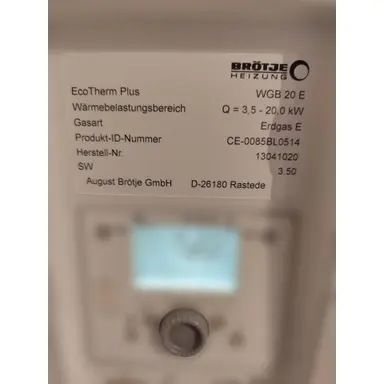 BRÖTJE
HEIZUNG
EcoTherm Plus WGB 20 E
Wärmebelastungsbereich Q = 3,5 - 20,0 kW
Gasart Erdgas E
Produkt-ID-Nummer CE-0085BL0514
Herstell-Nr. 13041020
SW 3.50
August Brötje GmbH D-26180 Rastede